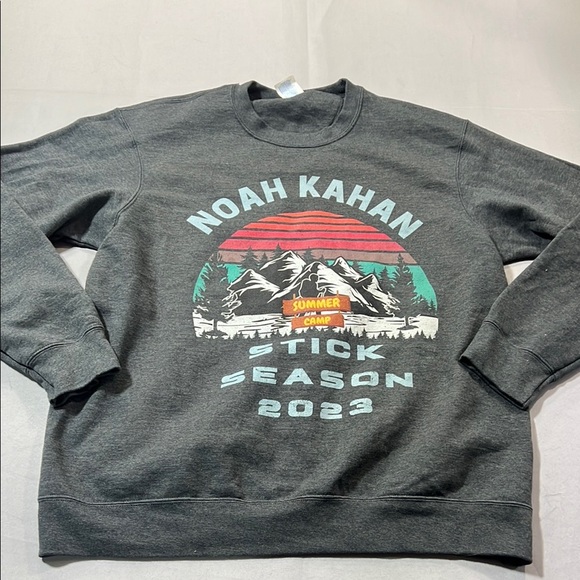 NOAH KAHAN
SUMMER
CAMP
STICK
SEASON
2023